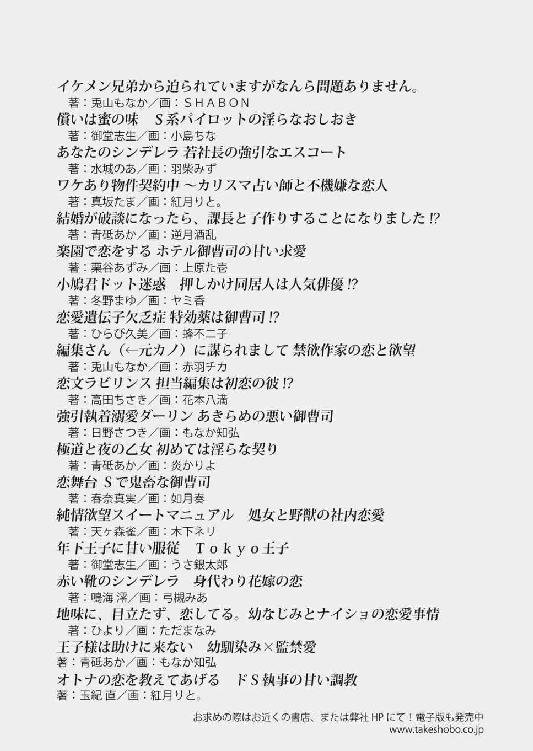 イケメン兄弟から迫られていますがなんら問題ありません。
著：兎山もなか／画：ＳＨＡＢＯＮ
償いは蜜の味　Ｓ系パイロットの淫らなおしおき
著：御堂志生／画：小島ちな
あなたのシンデレラ 若社長の強引なエスコート
著：水城のあ／画：羽柴みず
ワケあり物件契約中 ～カリスマ占い師と不機嫌な恋人
著：真坂たま／画：紅月りと。
結婚が破談になったら、課長と子作りすることになりました!?
著：青砥あか／画：逆月酒乱
楽園で恋をする ホテル御曹司の甘い求愛
著：栗谷あずみ／画：上原た壱
小鳩君ドット迷惑　押しかけ同居人は人気俳優!?
著：冬野まゆ／画：ヤミ香
恋愛遺伝子欠乏症 特効薬は御曹司!?
著：ひらび久美／画：蜂不二子
編集さん（←元カノ）に謀られまして 禁欲作家の恋と欲望
著：兎山もなか／画：赤羽チカ
恋文ラビリンス 担当編集は初恋の彼!?
著：高田ちさき／画：花本八満
強引執着溺愛ダーリン あきらめの悪い御曹司
著：日野さつき／画：もなか知弘
極道と夜の乙女 初めては淫らな契り
著：青砥あか／画：炎かりよ
恋舞台 Ｓで鬼畜な御曹司
著：春奈真実／画：如月奏
純情欲望スイートマニュアル　処女と野獣の社内恋愛
著：天ヶ森雀／画：木下ネリ
年下王子に甘い服従　Ｔｏｋｙｏ王子
著：御堂志生／画：うさ銀太郎
赤い靴のシンデレラ　身代わり花嫁の恋
著：鳴海 澪／画：弓槻みあ
地味に、目立たず、恋してる。幼なじみとナイショの恋愛事情
著：ひより／画：ただまなみ
王子様は助けに来ない　幼馴染み×監禁愛
著：青砥あか／画：もなか知弘
オトナの恋を教えてあげる　ドＳ執事の甘い調教
著：玉紀 直／画：紅月りと。
お求めの際はお近くの書店、または弊社HPにて！電子版も発売中
www.takeshobo.co.jp